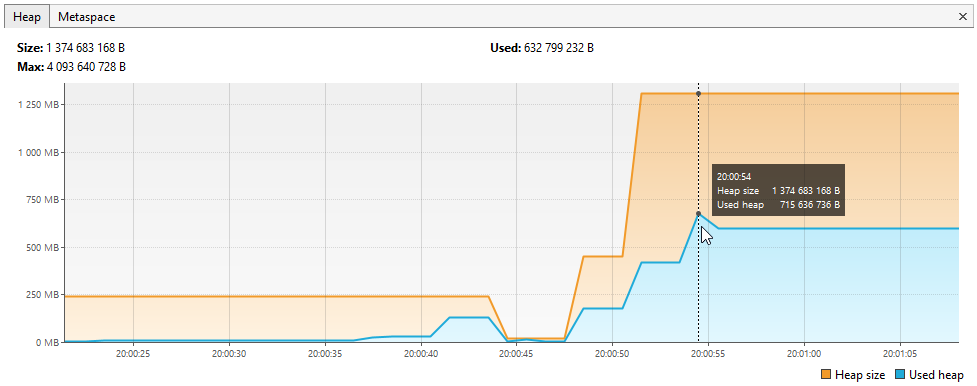 Heap Metaspace
Size: 1 374 683 168 B Used: 632 799 232 B
Max: 4 093 640 728 B
1 250 MB
1 000 MB
750 MB
500 MB
250 MB
0 MB
20:00:54
Heap size 1 374 683 168 B
Used heap 715 636 736 B
20:00:25 20:00:30 20:00:35 20:00:40 20:00:45 20:00:50 20:00:55 20:01:00 20:01:05
Heap size Used heap